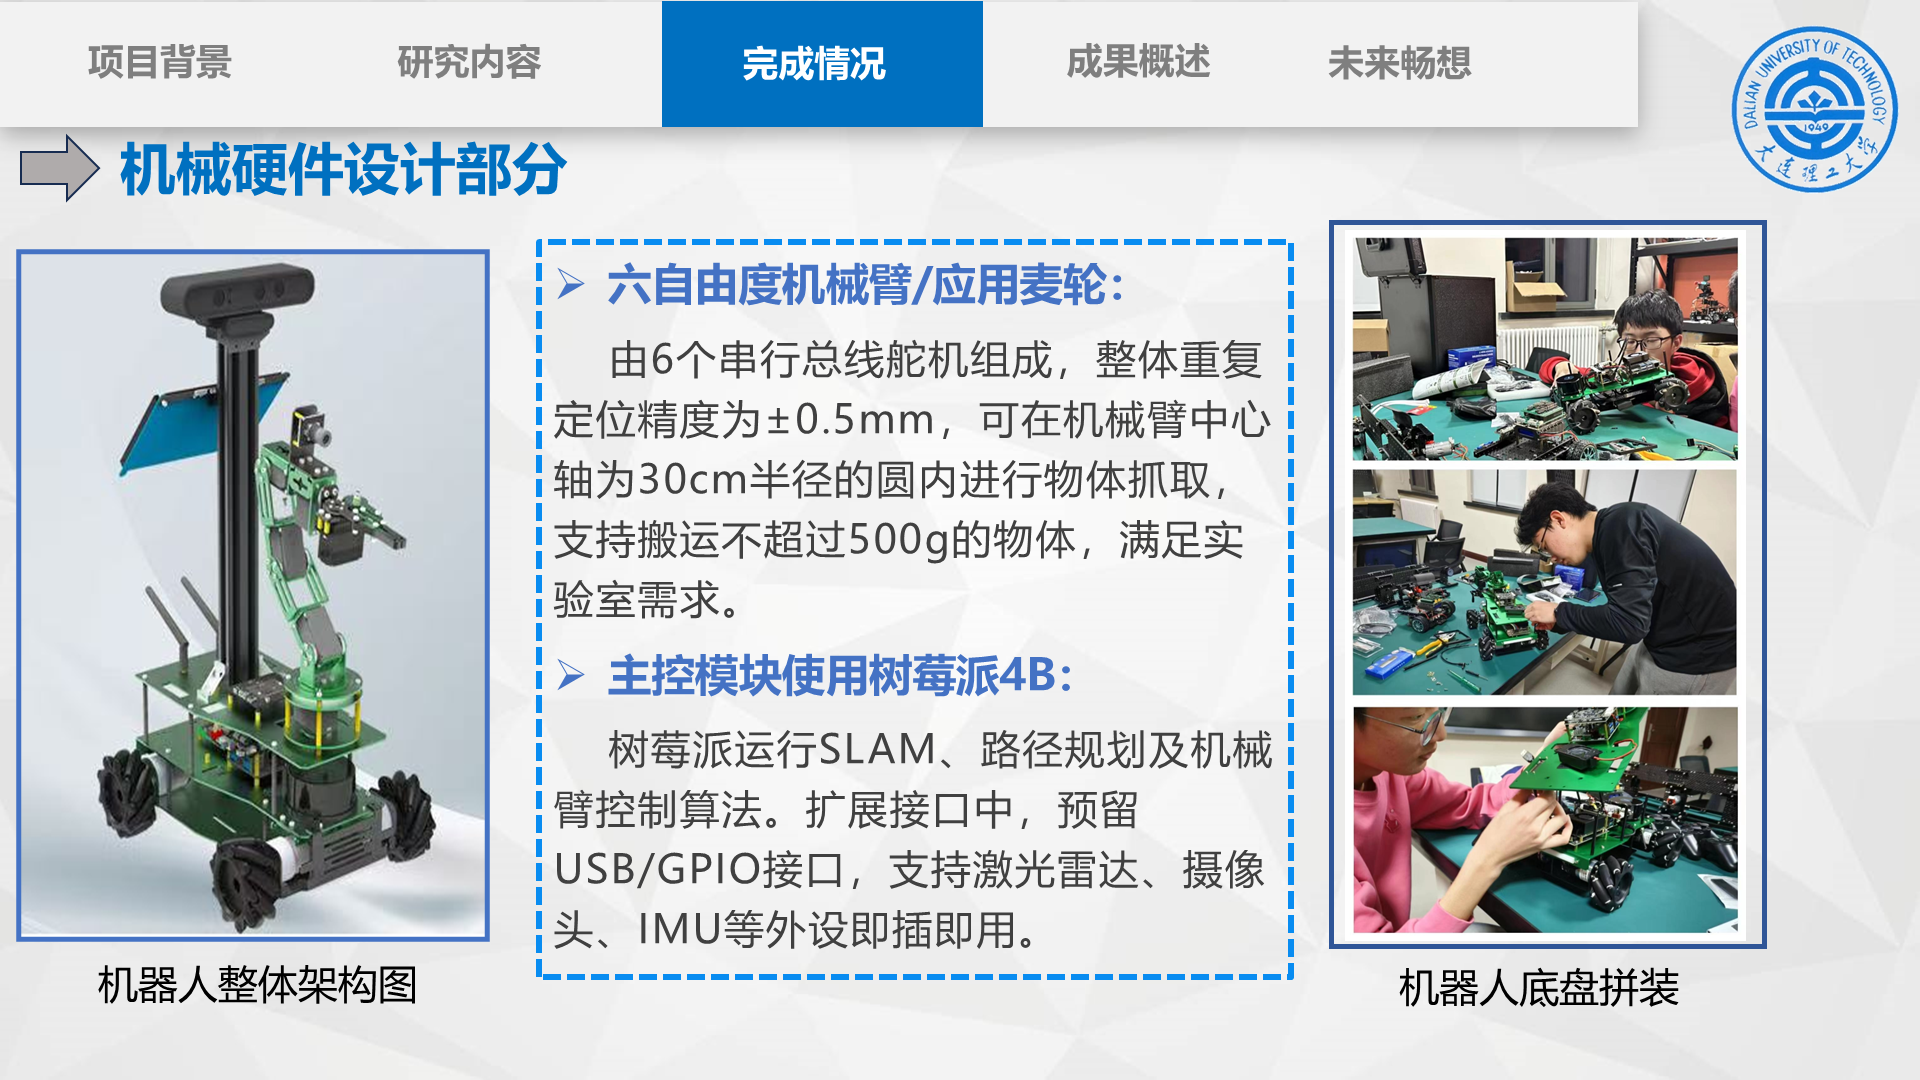 项目背景
研究内容
完成情况
成果概述
未来畅想
DALIAN UNIVERSITY OF TECHNOLOGY
1949
大连理工大学
机械硬件设计部分
六自由度机械臂/应用麦轮：
由6个串行总线舵机组成，整体重复
定位精度为±0.5mm，可在机械臂中心
轴为30cm半径的圆内进行物体抓取，
支持搬运不超过500g的物体，满足实
验室需求。
主控模块使用树莓派4B：
树莓派运行SLAM、路径规划及机械
臂控制算法。扩展接口中，预留
USB/GPIO接口，支持激光雷达、摄像
头、IMU等外设即插即用。
机器人整体架构图
机器人底盘拼装